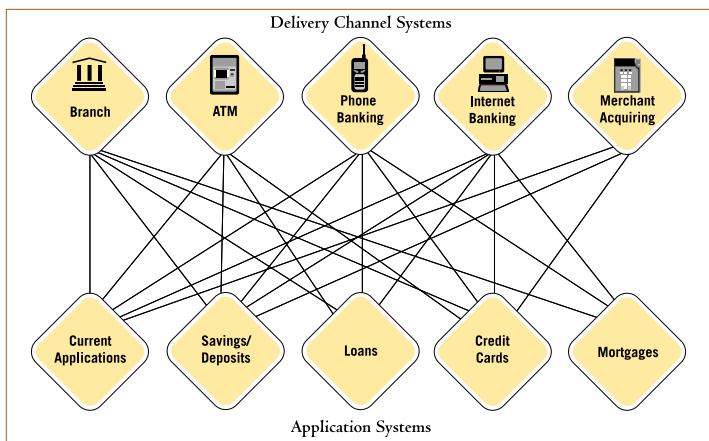 Delivery Channel Systems
Branch
ATM
Phone
Banking
Internet
Banking
Merchant
Acquiring
Current
Applications
Savings/
Deposits
Loans
Credit
Cards
Mortgages
Application Systems